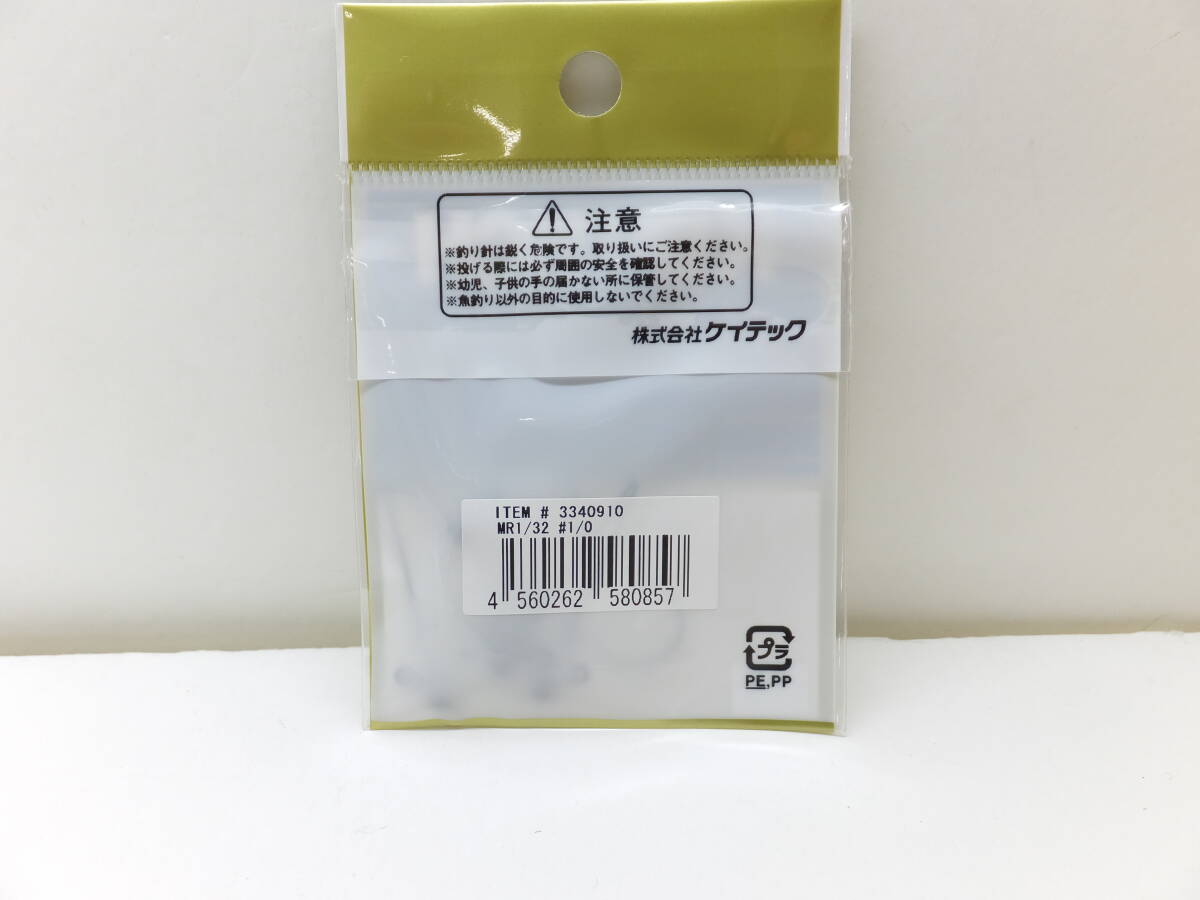 注意
※釣り針は鋭く危険です。取り扱いにご注意ください。
※投げる際には必ず周囲の安全を確認してください。
※幼児、子供の手の届かない所に保管してください。
※魚釣り以外の目的に使用しないでください。
株式会社ケイテック
ITEM # 3340910
MR1/32 #1/0
4 560262 580857
プラ
PE,PP